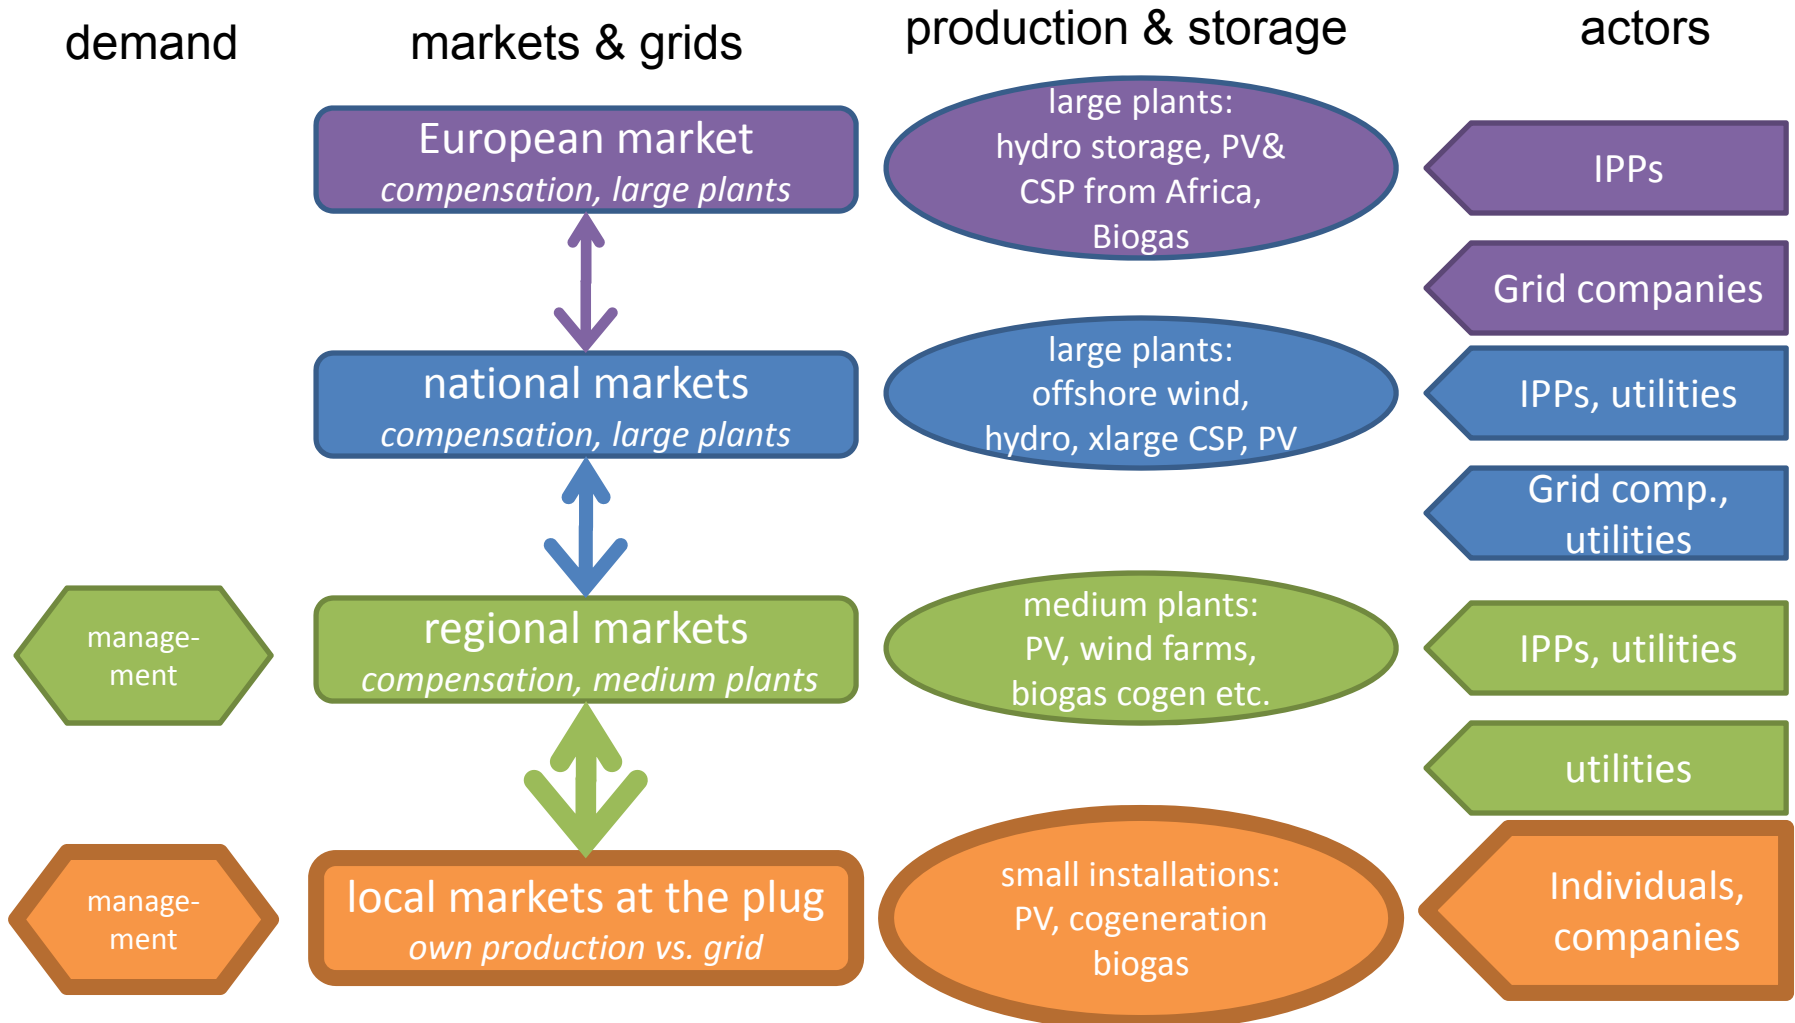 demand
markets & grids
production & storage
actors
European market
compensation, large plants
large plants:
hydro storage, PV&
CSP from Africa,
Biogas
IPPs
Grid companies
national markets
compensation, large plants
large plants:
offshore wind,
hydro, xlarge CSP, PV
IPPs, utilities
Grid comp.,
utilities
manage-
ment
regional markets
compensation, medium plants
medium plants:
PV, wind farms,
biogas cogen etc.
IPPs, utilities
utilities
manage-
ment
local markets at the plug
own production vs. grid
small installations:
PV, cogeneration
biogas
Individuals,
companies